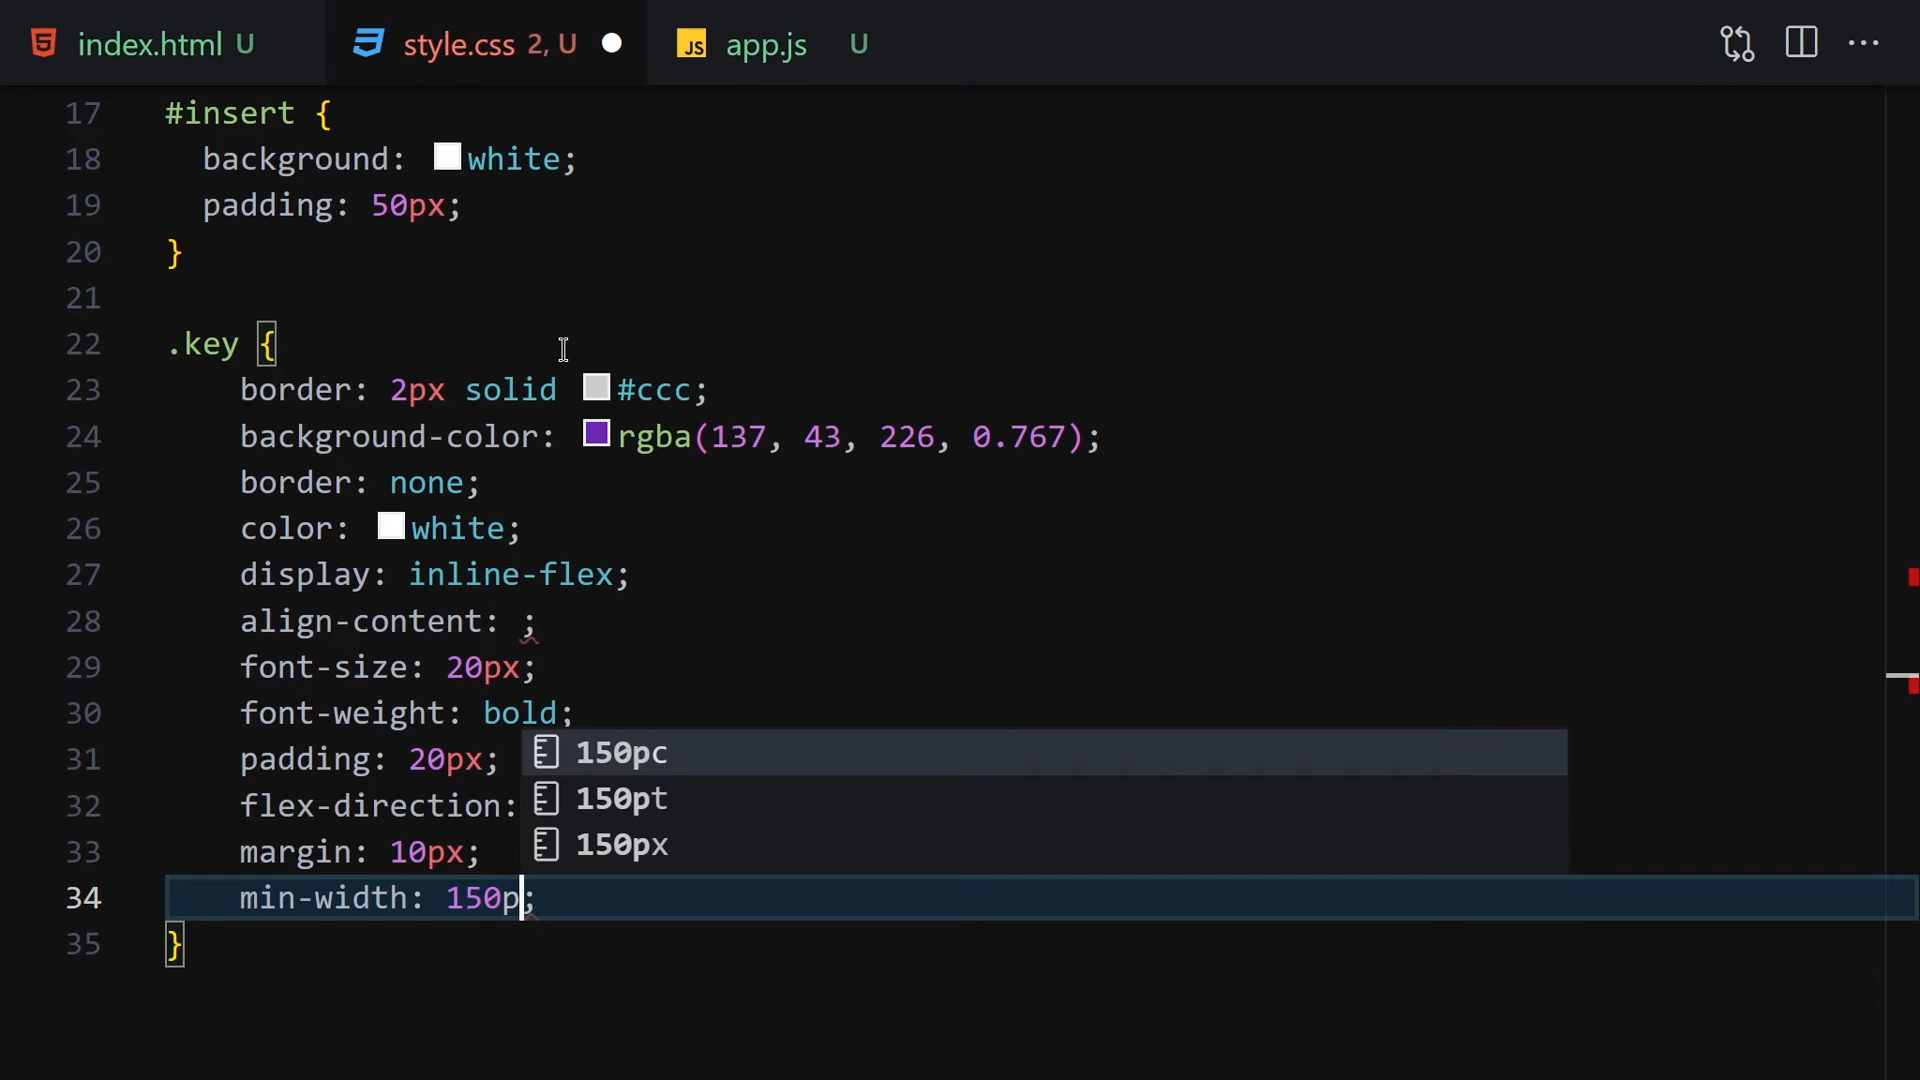 index.html U style.css 2, U JS app.js U
17 #insert {
18 background: white;
19 padding: 50px;
20 }
21
22 .key {
23 border: 2px solid #ccc;
24 background-color: rgba(137, 43, 226, 0.767);
25 border: none;
26 color: white;
27 display: inline-flex;
28 align-content: ;
29 font-size: 20px;
30 font-weight: bold;
31 padding: 20px; 150pc
32 flex-direction: 150pt
33 margin: 10px; 150px
34 min-width: 150p;
35 }